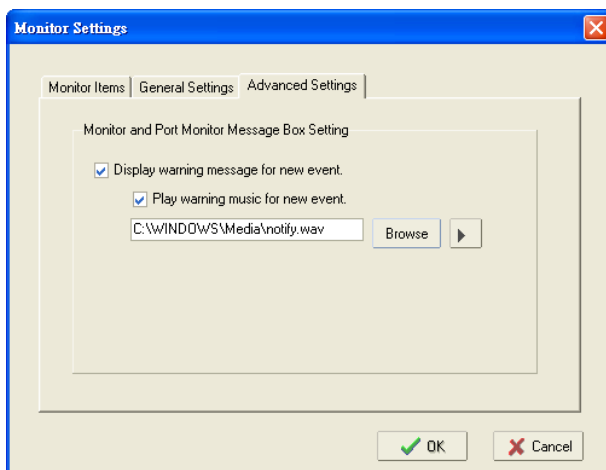 Monitor Settings
Monitor Items General Settings Advanced Settings
Monitor and Port Monitor Message Box Setting
Display warning message for new event.
Play warning music for new event.
C:\WINDOWS\Media\notify.wav Browse
OK Cancel